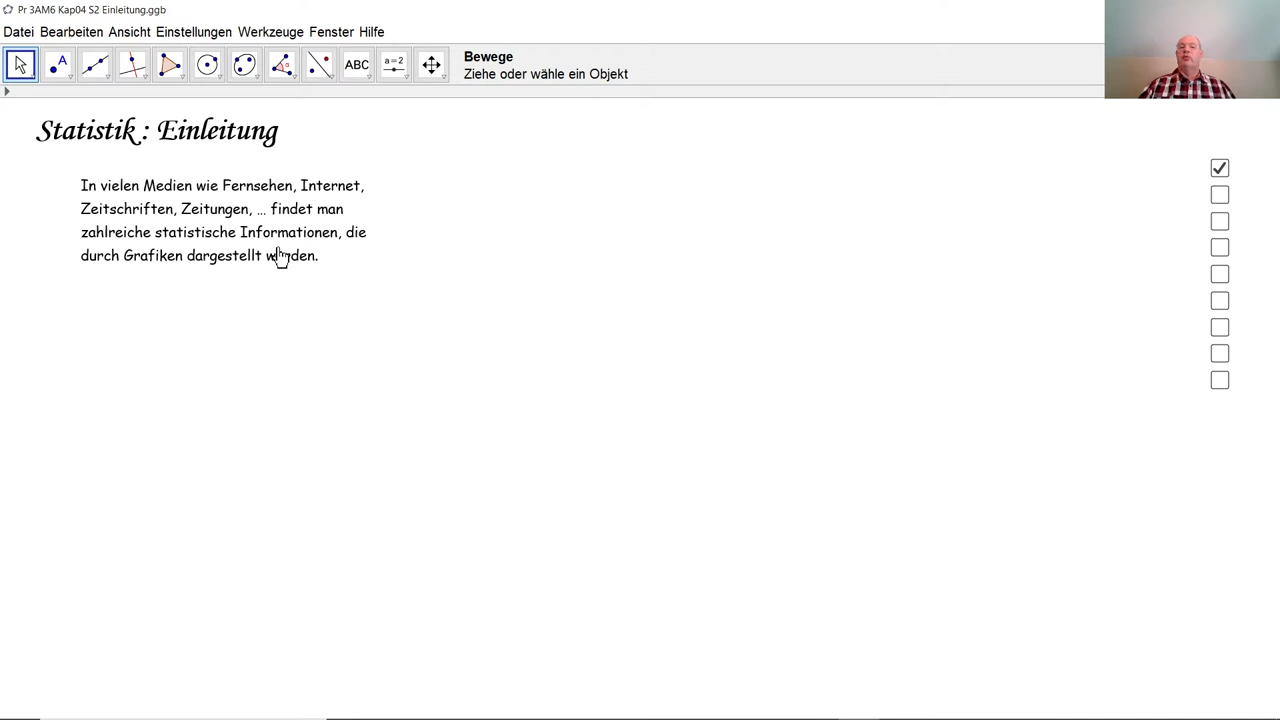 Pr 3AM6 Kap04 S2 Einleitung.ggb
Datei Bearbeiten Ansicht Einstellungen Werkzeuge Fenster Hilfe
A
ABC
a=2
Bewege
Ziehe oder wähle ein Objekt
Statistik : Einleitung
In vielen Medien wie Fernsehen, Internet,
Zeitschriften, Zeitungen, … findet man
zahlreiche statistische Informationen, die
durch Grafiken dargestellt werden.